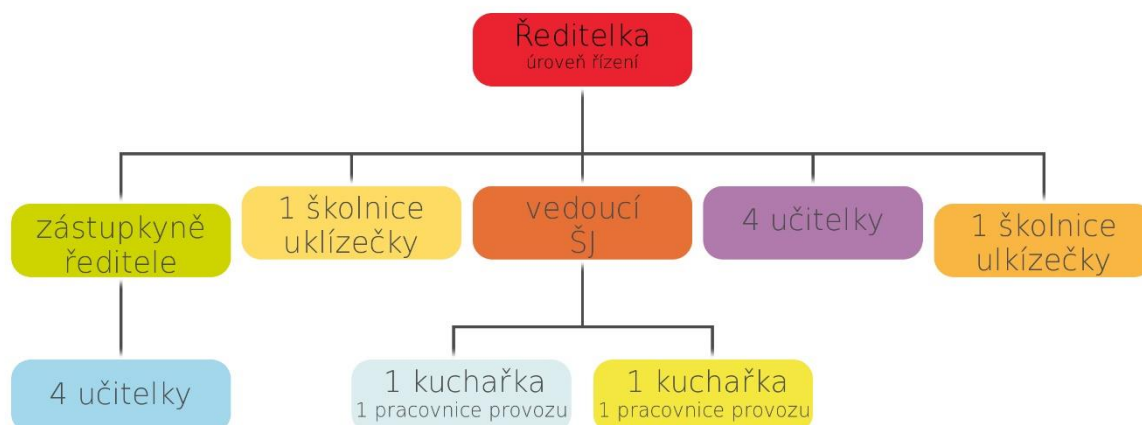 Ředitelka
úroveň řízení
zástupkyně
ředitele
1 školnice
uklízečky
vedoucí
ŠJ
4 učitelky
1 školnice
ulkízečky
4 učitelky
1 kuchařka
1 pracovnice provozu
1 kuchařka
1 pracovnice provozu